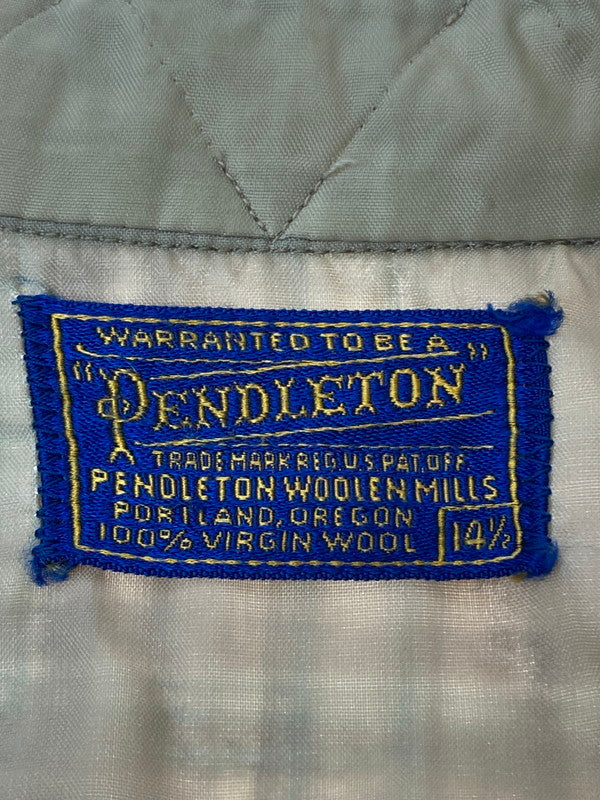 WARRANTED TO BE A
"PENDLETON"
TRADE MARK REG. U.S. PAT. OFF.
PENDLETON WOOLEN MILLS
PORTLAND, OREGON
100% VIRGIN WOOL
14½